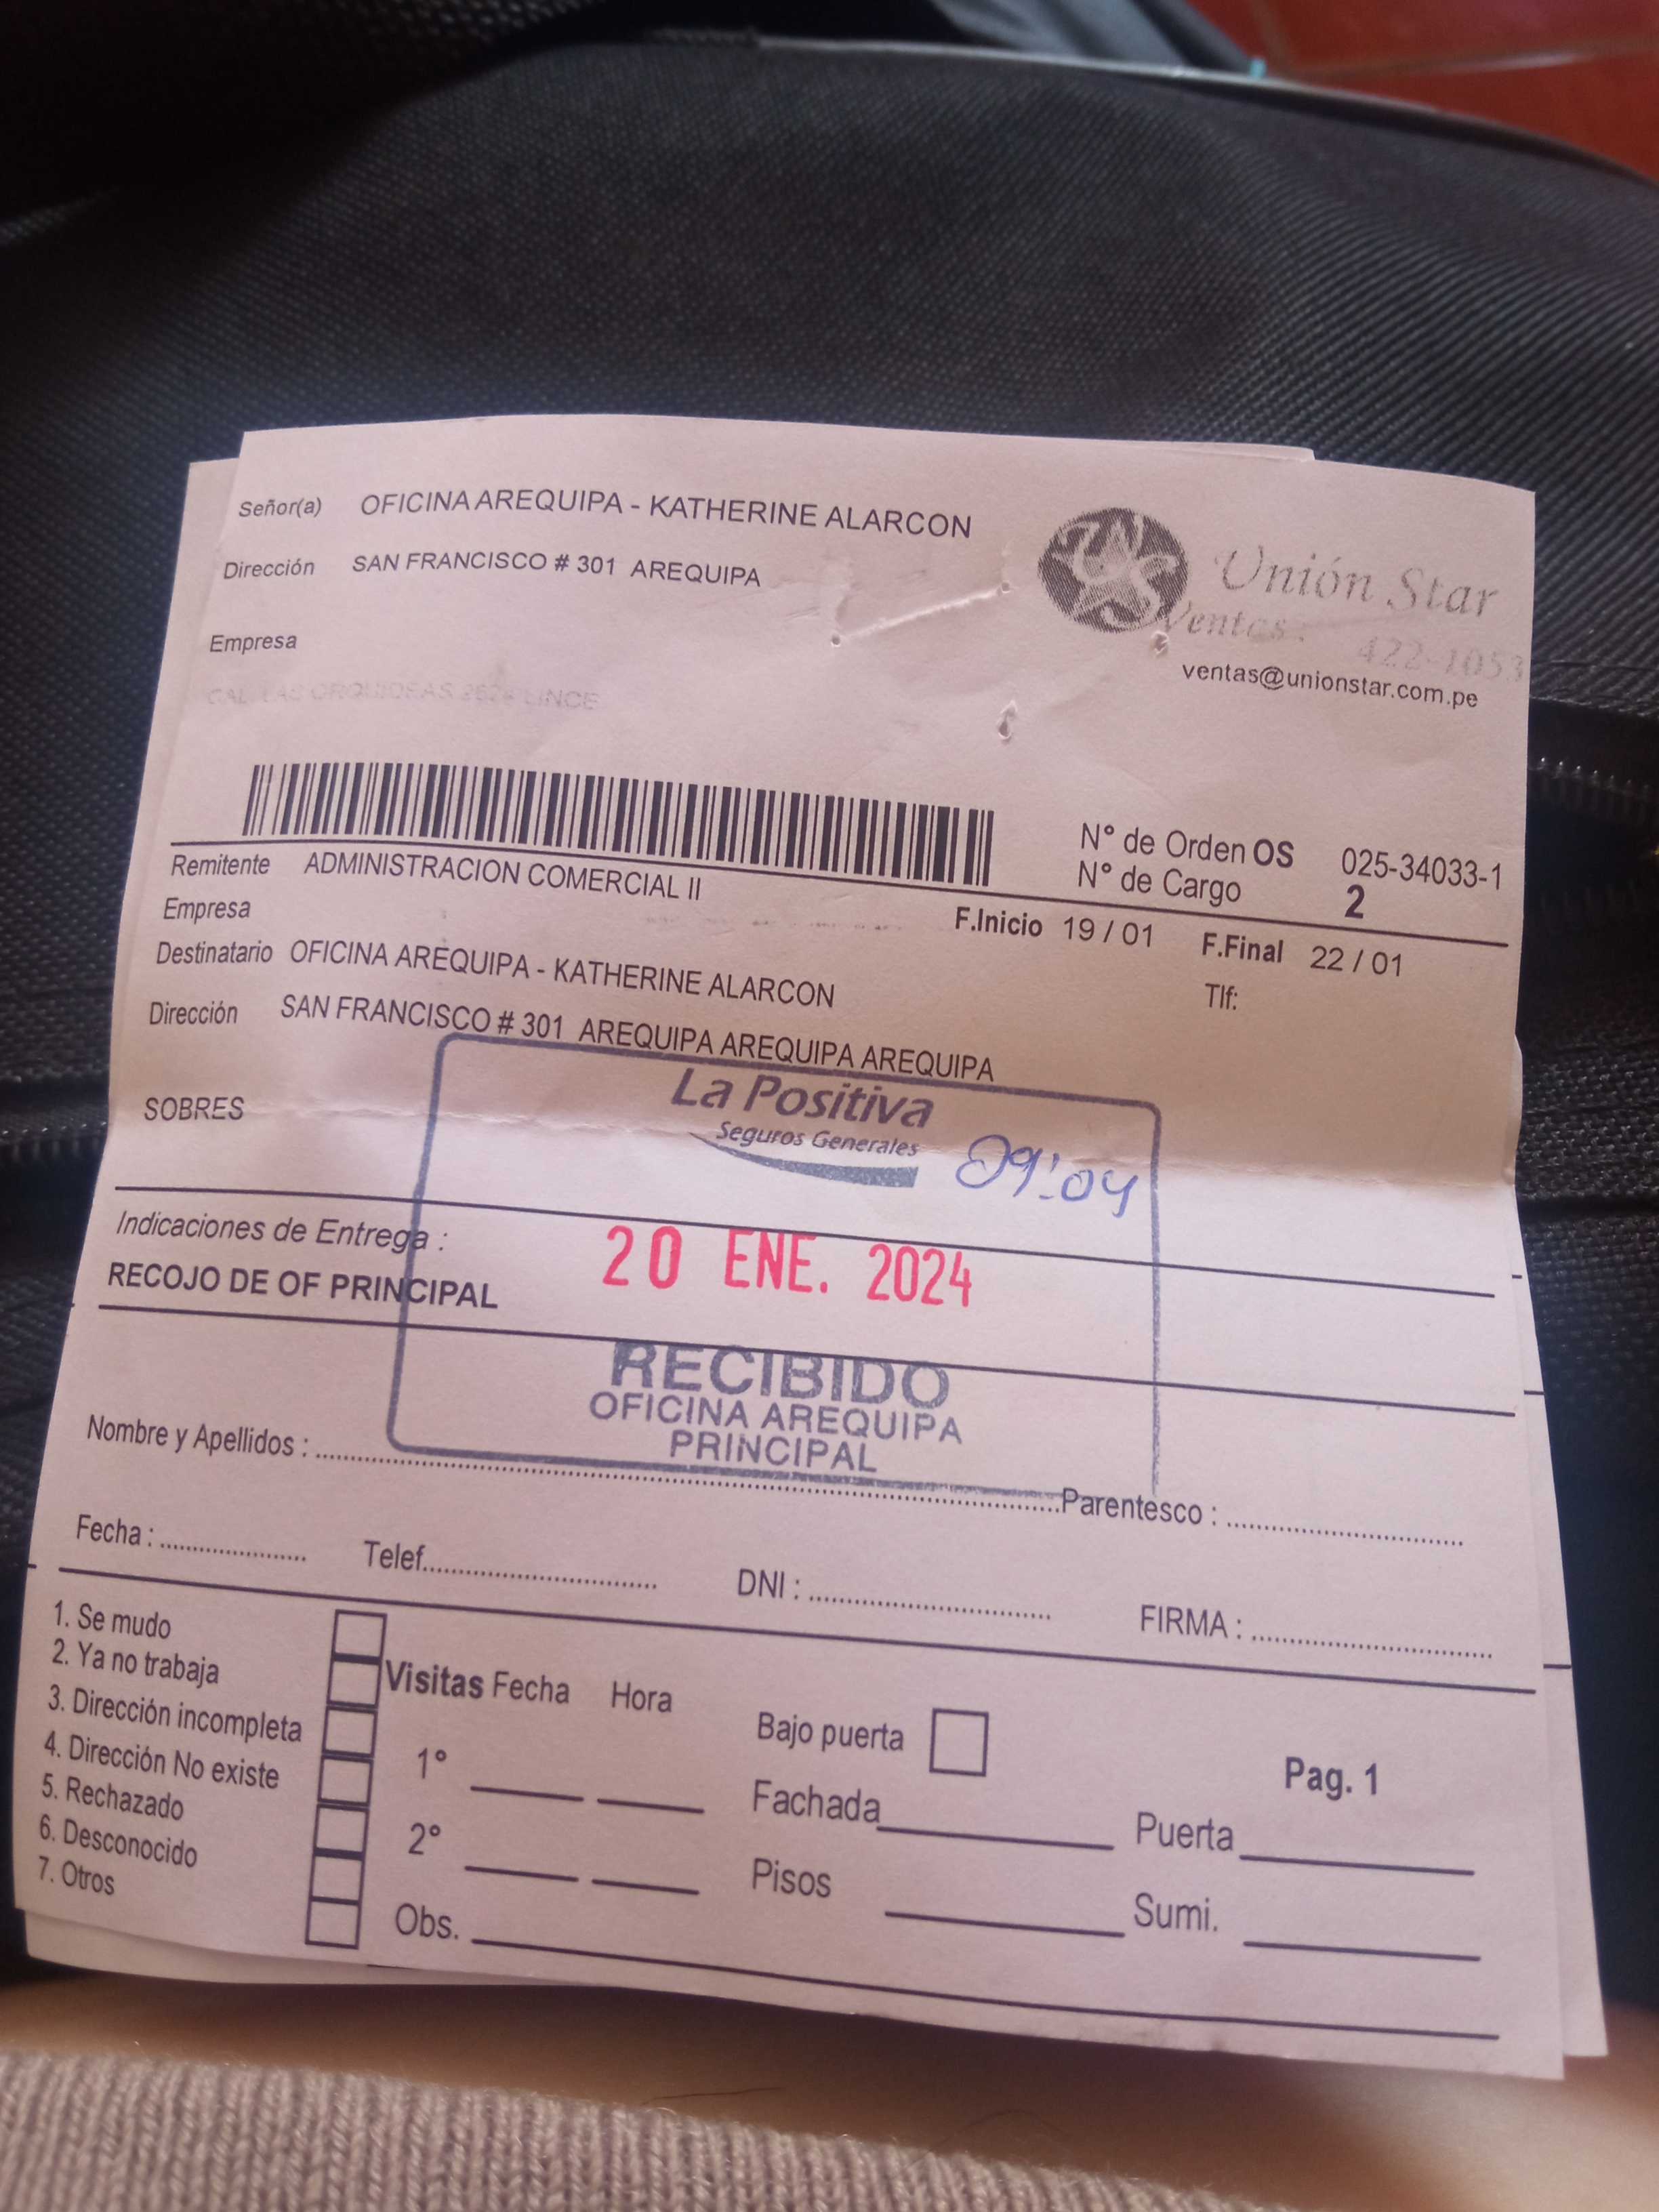 Señor(a) OFICINA AREQUIPA - KATHERINE ALARCON
Dirección SAN FRANCISCO # 301 AREQUIPA
Unión Star
Ventas: 422-1053
ventas@unionstar.com.pe
Empresa
CAL. LAS ORQUIDEAS LINCE
N° de Orden OS 025-34033-1
N° de Cargo 2
Remitente ADMINISTRACION COMERCIAL II
Empresa
F.Inicio 19 / 01 F.Final 22 / 01
Destinatario OFICINA AREQUIPA - KATHERINE ALARCON
Tlf:
Dirección SAN FRANCISCO # 301 AREQUIPA AREQUIPA AREQUIPA
La Positiva
Seguros Generales
09:04
SOBRES
Indicaciones de Entrega :
RECOJO DE OF PRINCIPAL
20 ENE. 2024
RECIBIDO
OFICINA AREQUIPA
PRINCIPAL
Nombre y Apellidos : Parentesco :
Fecha : Telef. DNI : FIRMA :
1. Se mudo
2. Ya no trabaja
3. Dirección incompleta
4. Dirección No existe
5. Rechazado
6. Desconocido
7. Otros
Visitas Fecha Hora
1°
2°
Obs.
Bajo puerta
Fachada
Pisos
Pag. 1
Puerta
Sumi.